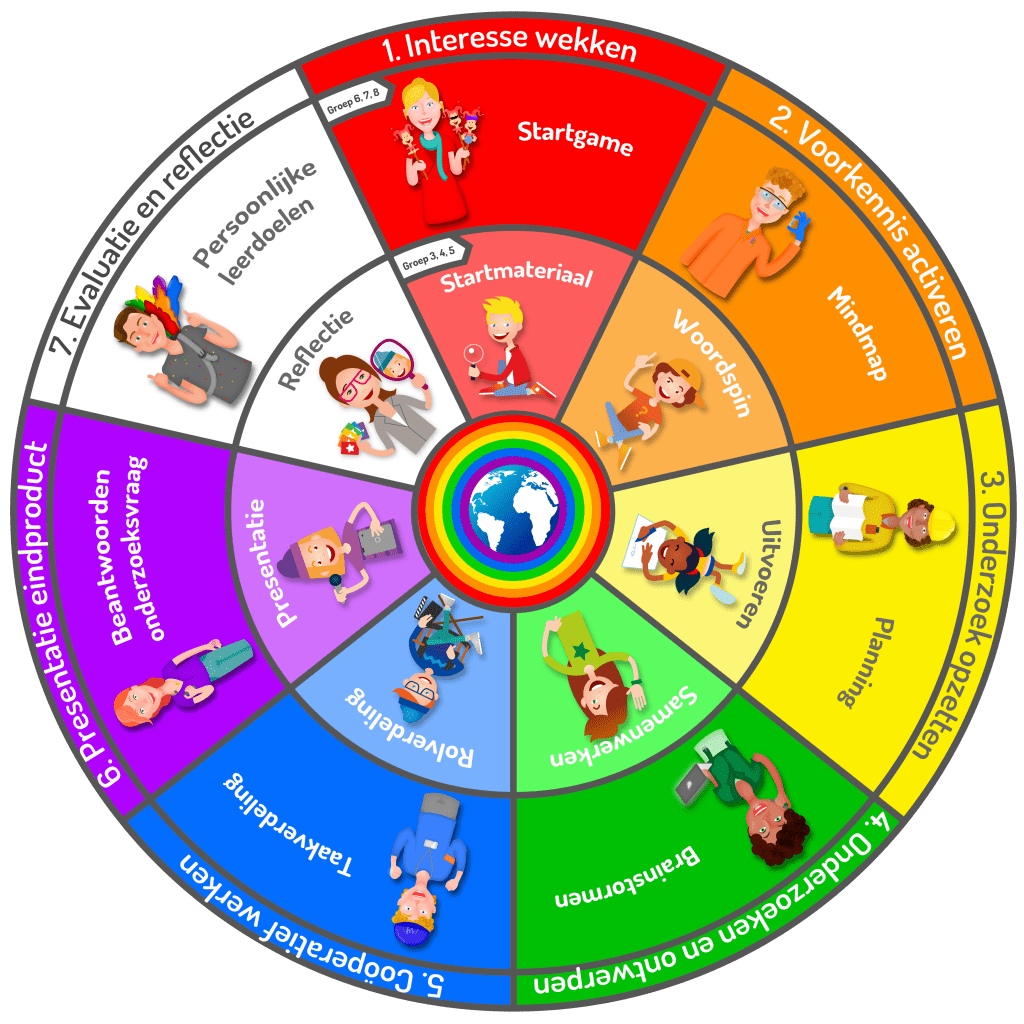 1. Interesse wekken
Groep 6, 7, 8
Startgame
Groep 3, 4, 5
Startmateriaal
2. Voorkennis activeren
Mindmap
Woordspin
3. Onderzoek opzetten
Planning
Uitvoeren
4. Onderzoeken en ontwerpen
Brainstormen
Samenwerken
5. Coöperatief werken
Taakverdeling
Rolverdeling
6. Presentatie eindproduct
Beantwoorden
onderzoeksvraag
Presentatie
7. Evaluatie en reflectie
Persoonlijke
leerdoelen
Reflectie